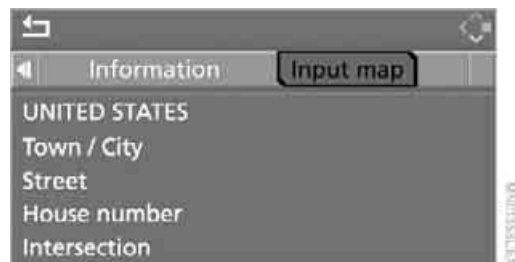 Information Input map
UNITED STATES
Town / City
Street
House number
Intersection